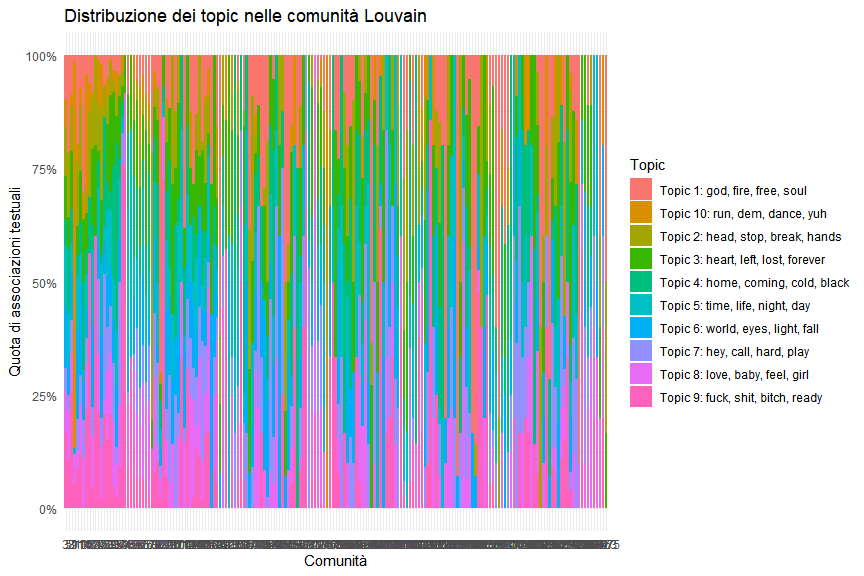 Distribuzione dei topic nelle comunità Louvain
Quota di associazioni testuali
100%
75%
50%
25%
0%
Comunità
Topic
Topic 1: god, fire, free, soul
Topic 10: run, dem, dance, yuh
Topic 2: head, stop, break, hands
Topic 3: heart, left, lost, forever
Topic 4: home, coming, cold, black
Topic 5: time, life, night, day
Topic 6: world, eyes, light, fall
Topic 7: hey, call, hard, play
Topic 8: love, baby, feel, girl
Topic 9: fuck, shit, bitch, ready